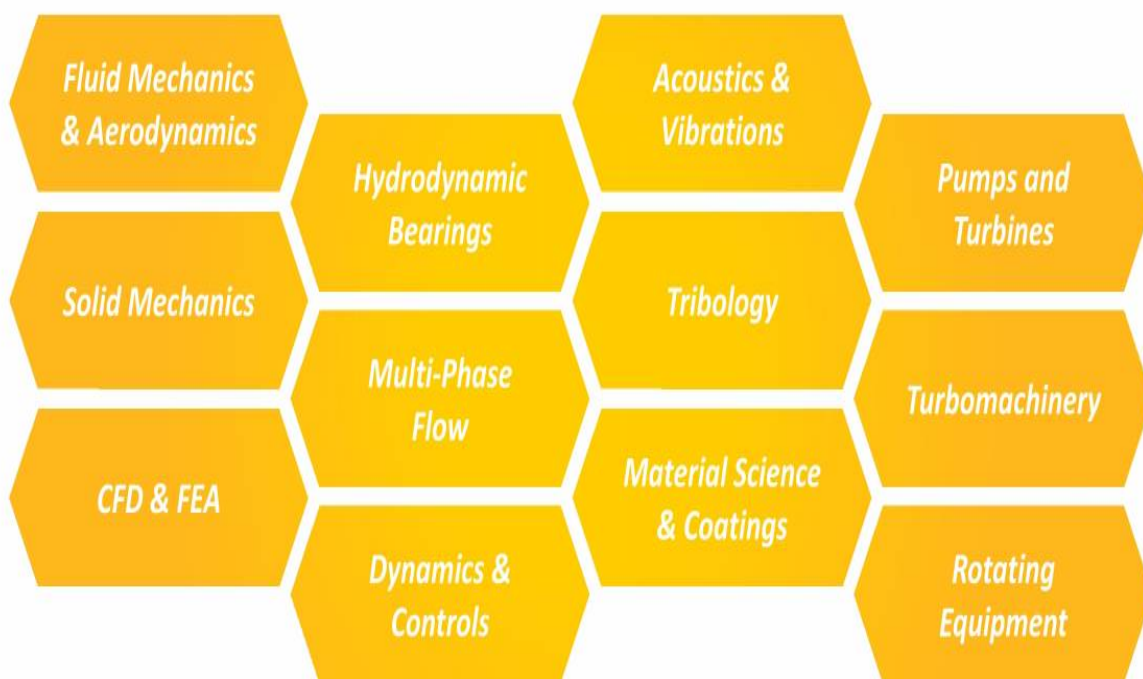 Fluid Mechanics
& Aerodynamics
Solid Mechanics
CFD & FEA
Hydrodynamic
Bearings
Multi-Phase
Flow
Dynamics &
Controls
Acoustics &
Vibrations
Tribology
Material Science
& Coatings
Pumps and
Turbines
Turbomachinery
Rotating
Equipment